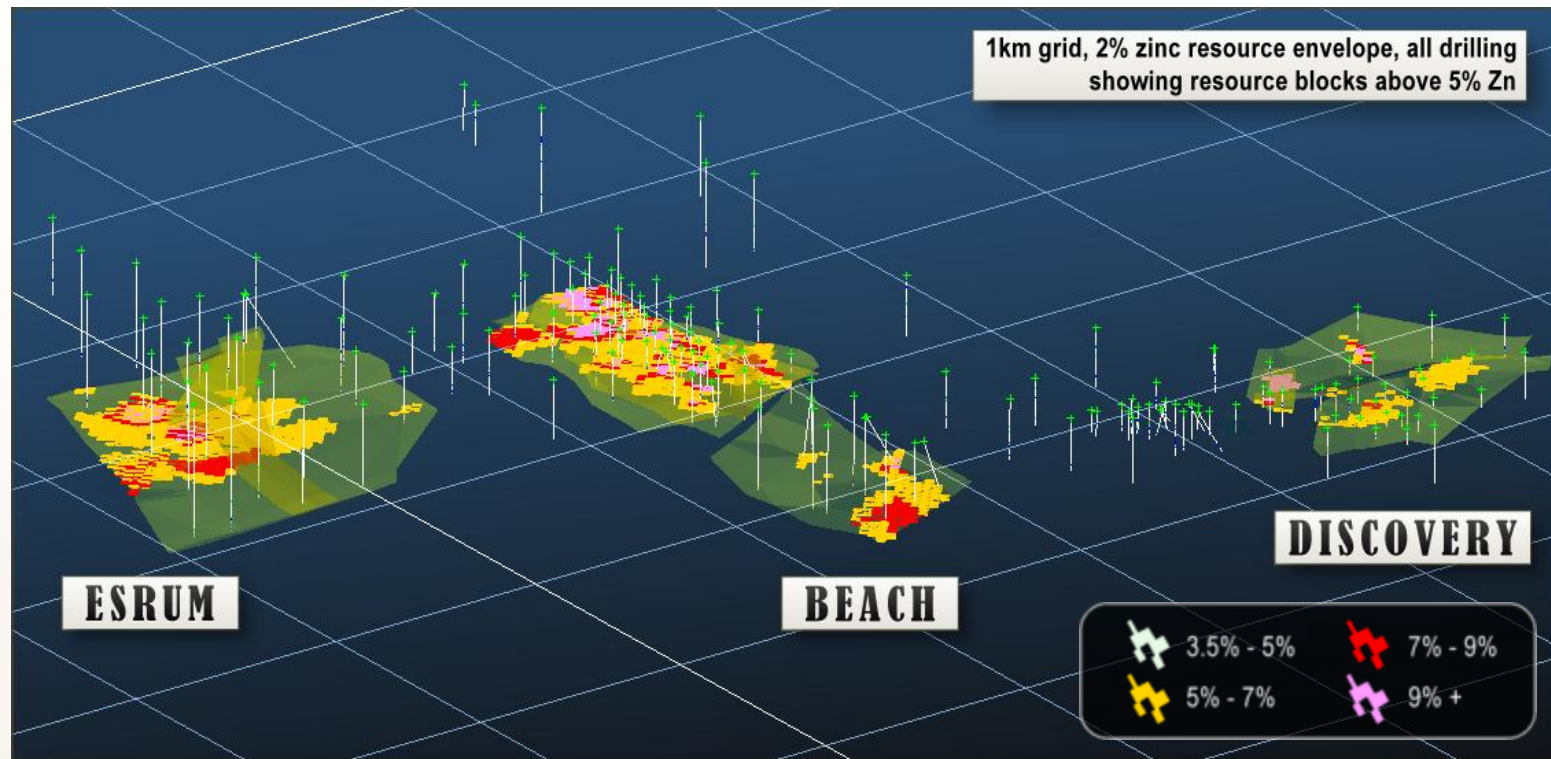 1km grid, 2% zinc resource envelope, all drilling
showing resource blocks above 5% Zn
ESRUM
BEACH
DISCOVERY
3.5% - 5%
7% - 9%
5% - 7%
9% +